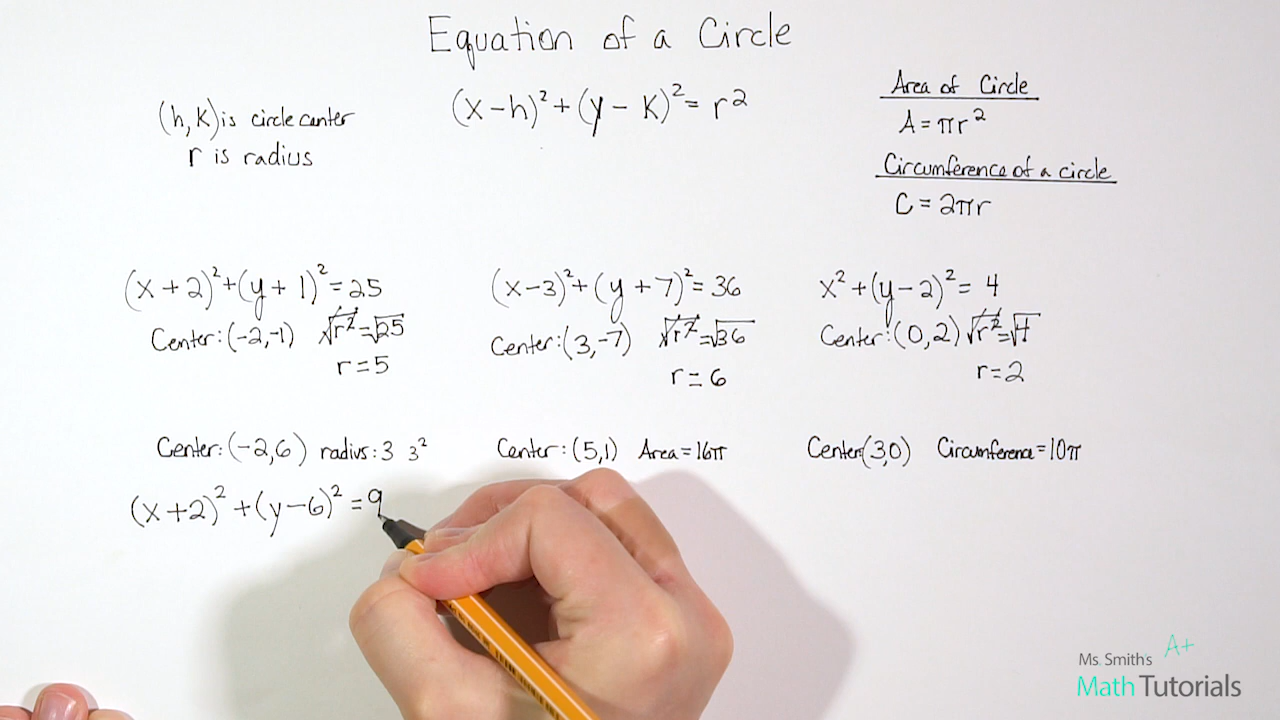 Equation of a Circle
(x-h)²+(y-k)²=r²
(h,k) is circle center
r is radius
Area of Circle
A=πr²
Circumference of a circle
C=2πr
(x+2)²+(y+1)²=25
Center:(-2,-1) √r²=√25
r=5
(x-3)²+(y+7)²=36
Center:(3,-7) √r²=√36
r=6
x²+(y-2)²=4
Center:(0,2) √r²=√4
r=2
Center:(-2,6) radius:3 3²
(x+2)²+(y-6)²=9
Center:(5,1) Area=16π
Center(3,0) Circumference=10π
Ms. Smith's A+
Math Tutorials